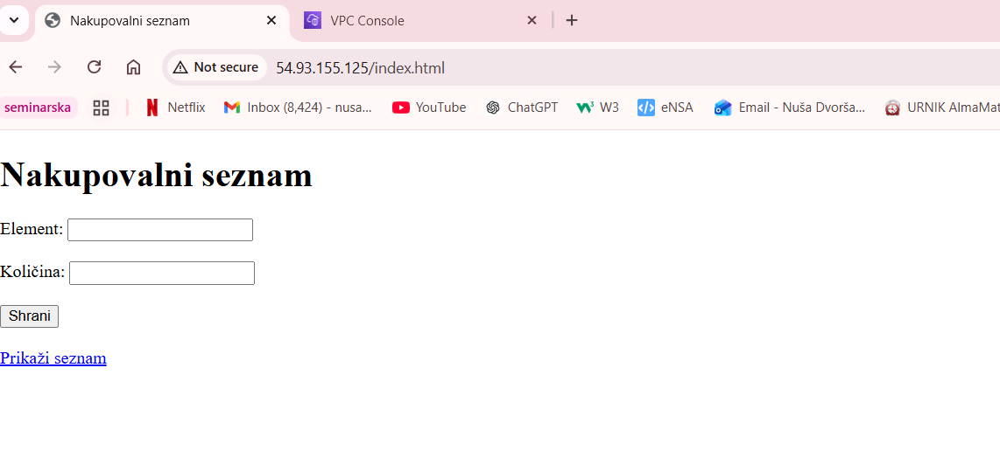 Nakupovalni seznam
VPC Console
Not secure
54.93.155.125/index.html
seminarska
Netflix
Inbox (8,424) - nusa...
YouTube
ChatGPT
W3
eNSA
Email - Nuša Dvorša...
URNIK AlmaMat
Nakupovalni seznam
Element:
Količina:
Shrani
Prikaži seznam